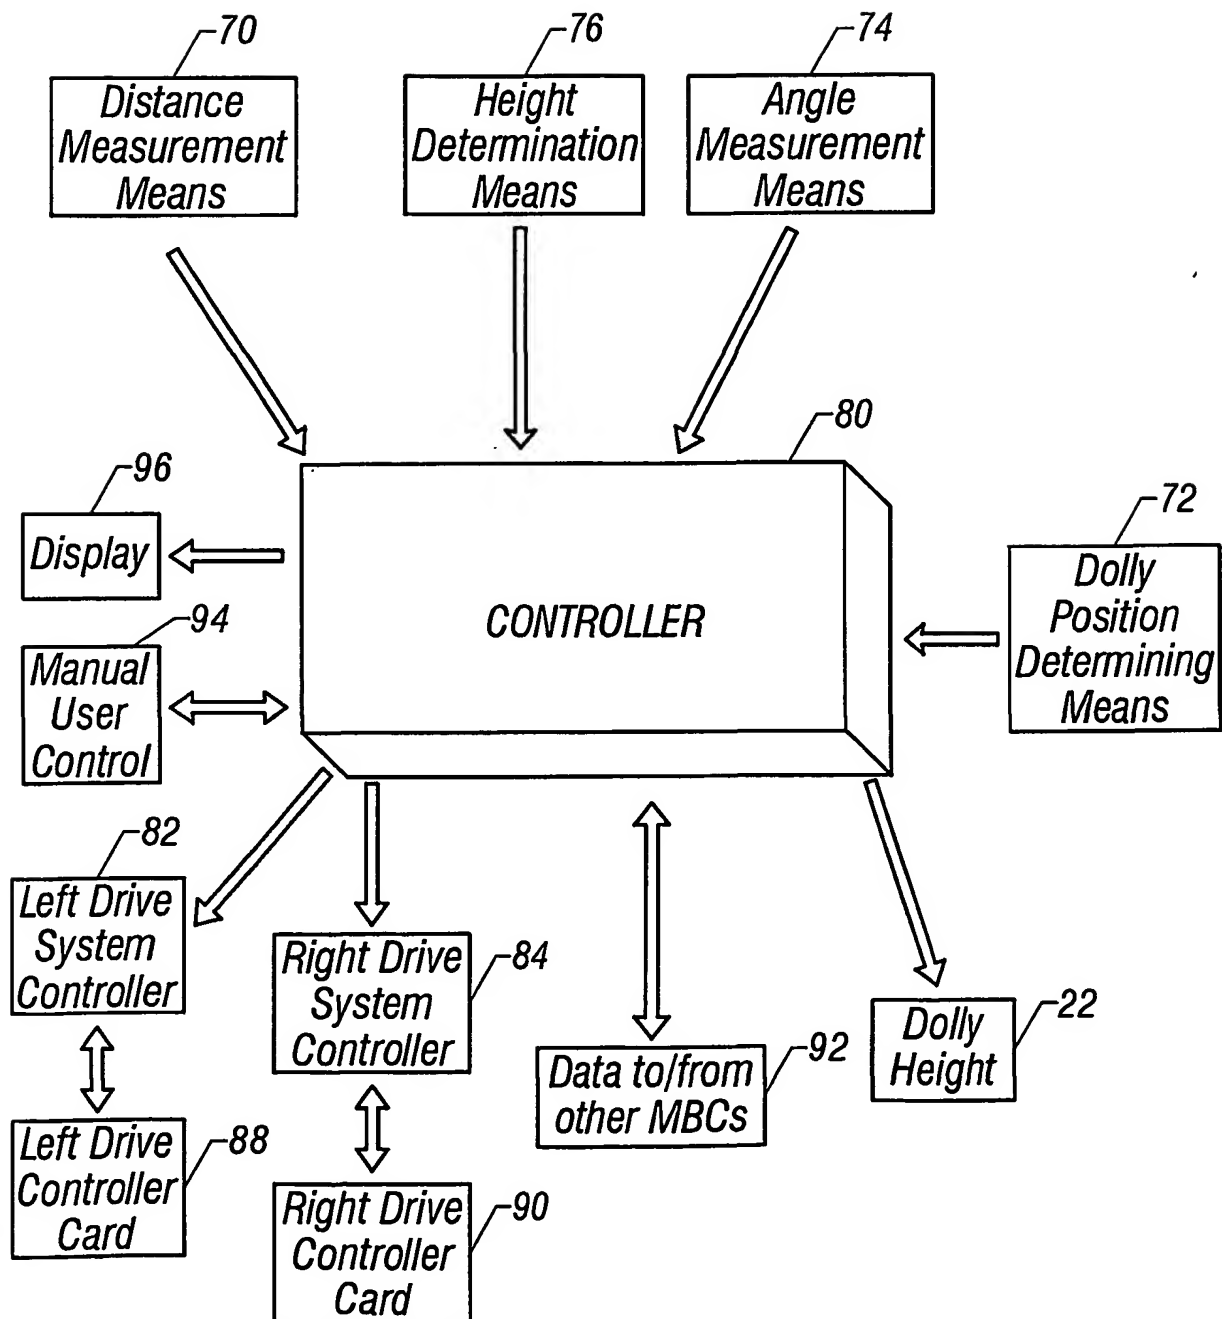 70
Distance
Measurement
Means
76
Height
Determination
Means
74
Angle
Measurement
Means
80
CONTROLLER
96
Display
72
Dolly
Position
Determining
Means
94
Manual
User
Control
82
Left Drive
System
Controller
84
Right Drive
System
Controller
92
Data to/from
other MBCs
22
Dolly
Height
88
Left Drive
Controller
Card
90
Right Drive
Controller
Card